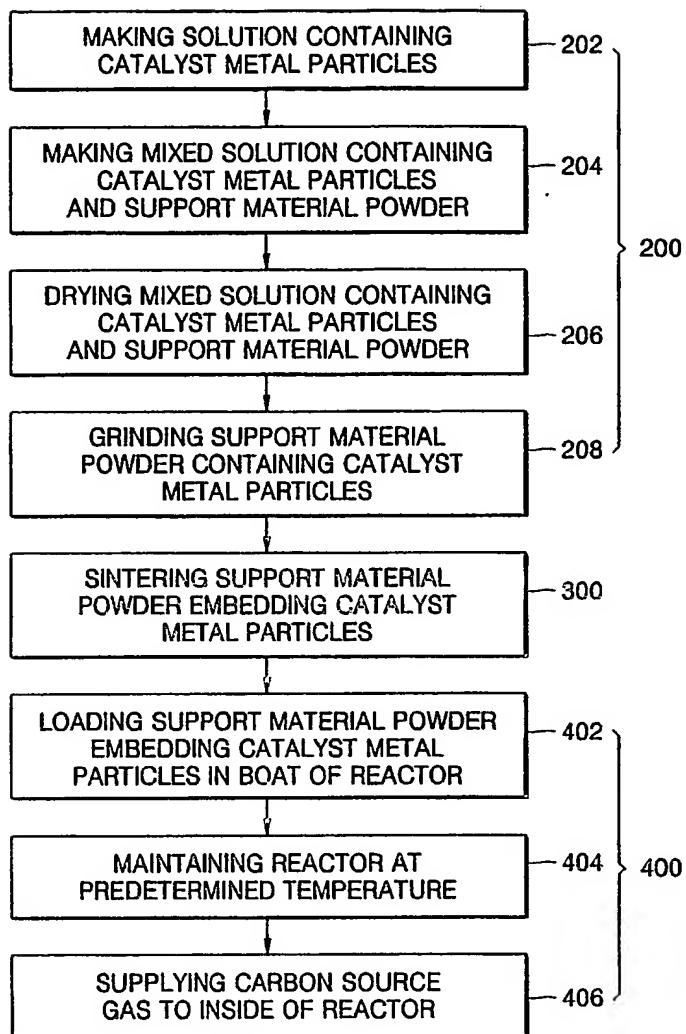 MAKING SOLUTION CONTAINING
CATALYST METAL PARTICLES
202
MAKING MIXED SOLUTION CONTAINING
CATALYST METAL PARTICLES
AND SUPPORT MATERIAL POWDER
204
200
DRYING MIXED SOLUTION CONTAINING
CATALYST METAL PARTICLES
AND SUPPORT MATERIAL POWDER
206
GRINDING SUPPORT MATERIAL
POWDER CONTAINING CATALYST
METAL PARTICLES
208
SINTERING SUPPORT MATERIAL
POWDER EMBEDDING CATALYST
METAL PARTICLES
300
LOADING SUPPORT MATERIAL POWDER
EMBEDDING CATALYST METAL
PARTICLES IN BOAT OF REACTOR
402
MAINTAINING REACTOR AT
PREDETERMINED TEMPERATURE
404
400
SUPPLYING CARBON SOURCE
GAS TO INSIDE OF REACTOR
406